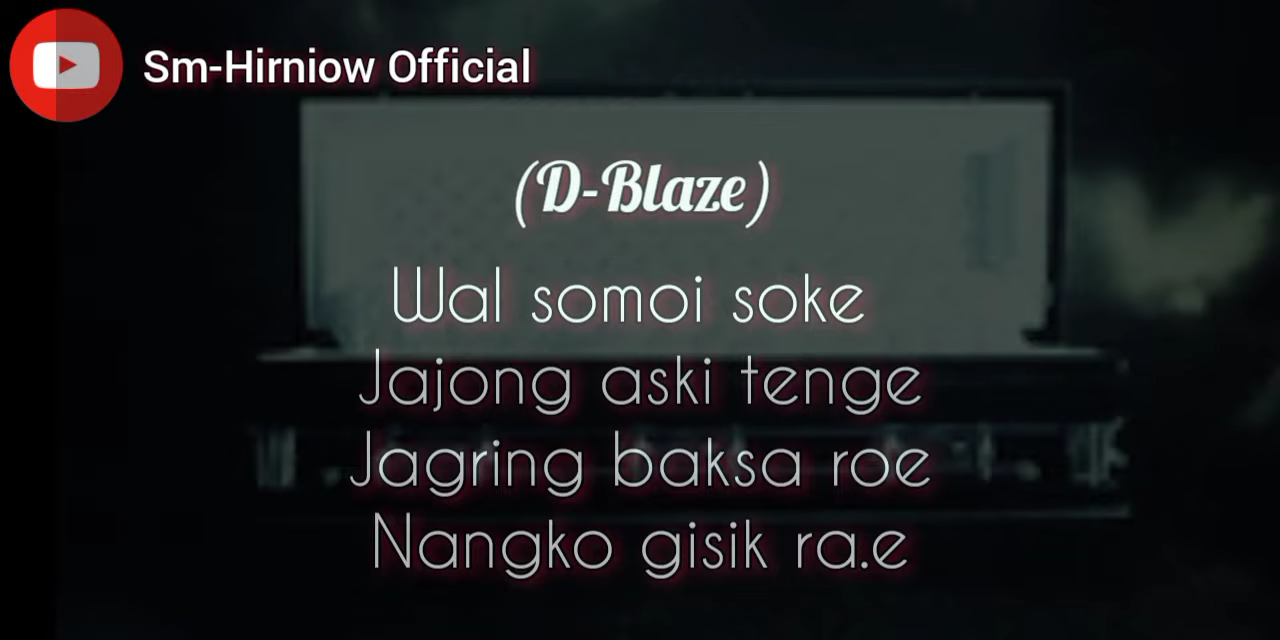 Sm-Hirniow Official
(D-Blaze)
Wal somoi soke
Jajong aski tenge
Jagring baksa roe
Nangko gisik ra.e